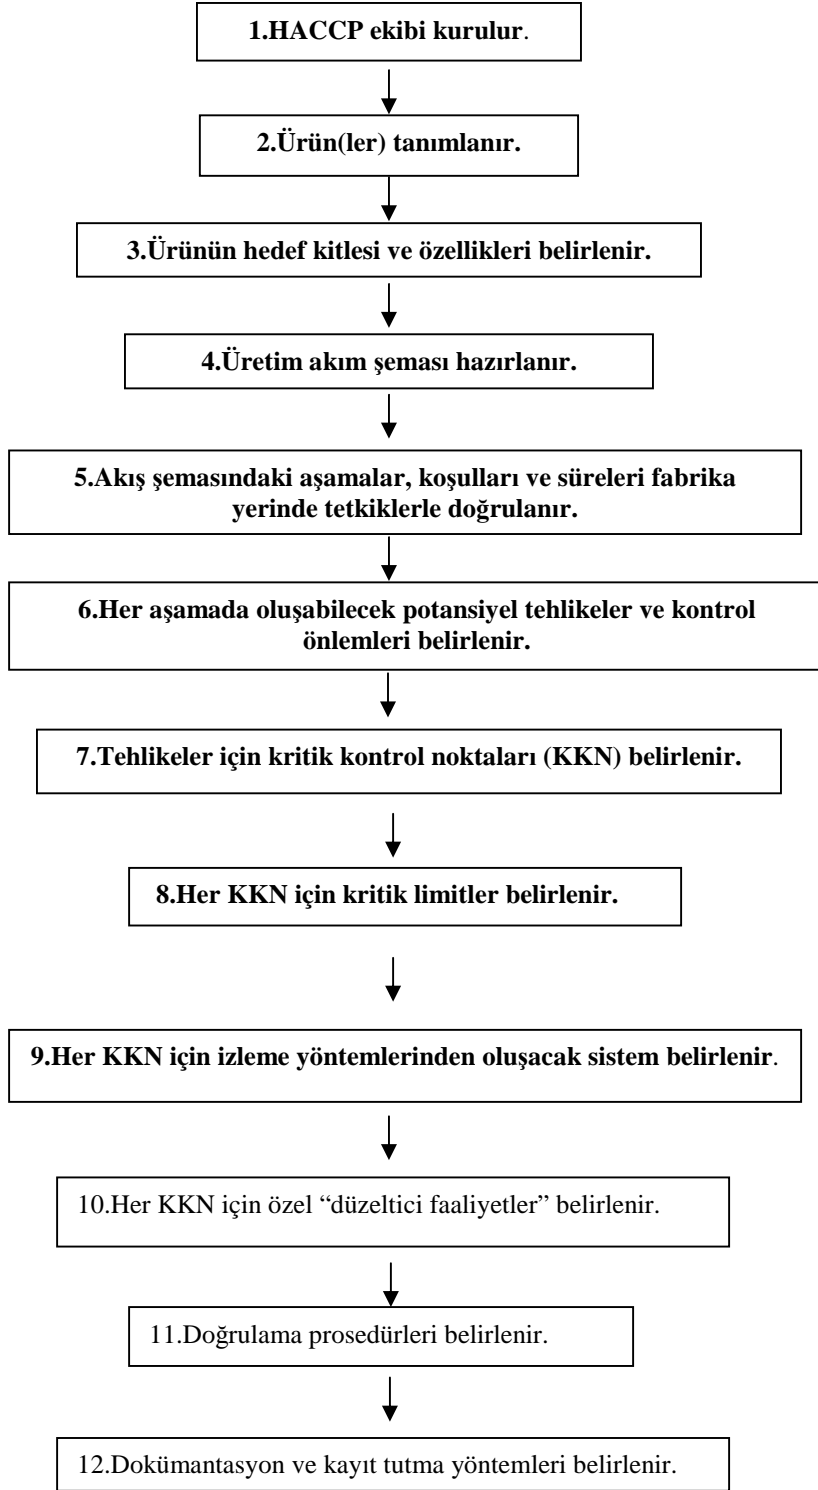 1.HACCP ekibi kurulur.
2.Ürün(ler) tanımlanır.
3.Ürünün hedef kitlesi ve özellikleri belirlenir.
4.Üretim akım şeması hazırlanır.
5.Akış şemasındaki aşamalar, koşulları ve süreleri fabrika
yerinde tetkiklerle doğrulanır.
6.Her aşamada oluşabilecek potansiyel tehlikeler ve kontrol
önlemleri belirlenir.
7.Tehlikeler için kritik kontrol noktaları (KKN) belirlenir.
8.Her KKN için kritik limitler belirlenir.
9.Her KKN için izleme yöntemlerinden oluşacak sistem belirlenir.
10.Her KKN için özel “düzeltici faaliyetler” belirlenir.
11.Doğrulama prosedürleri belirlenir.
12.Dokümantasyon ve kayıt tutma yöntemleri belirlenir.